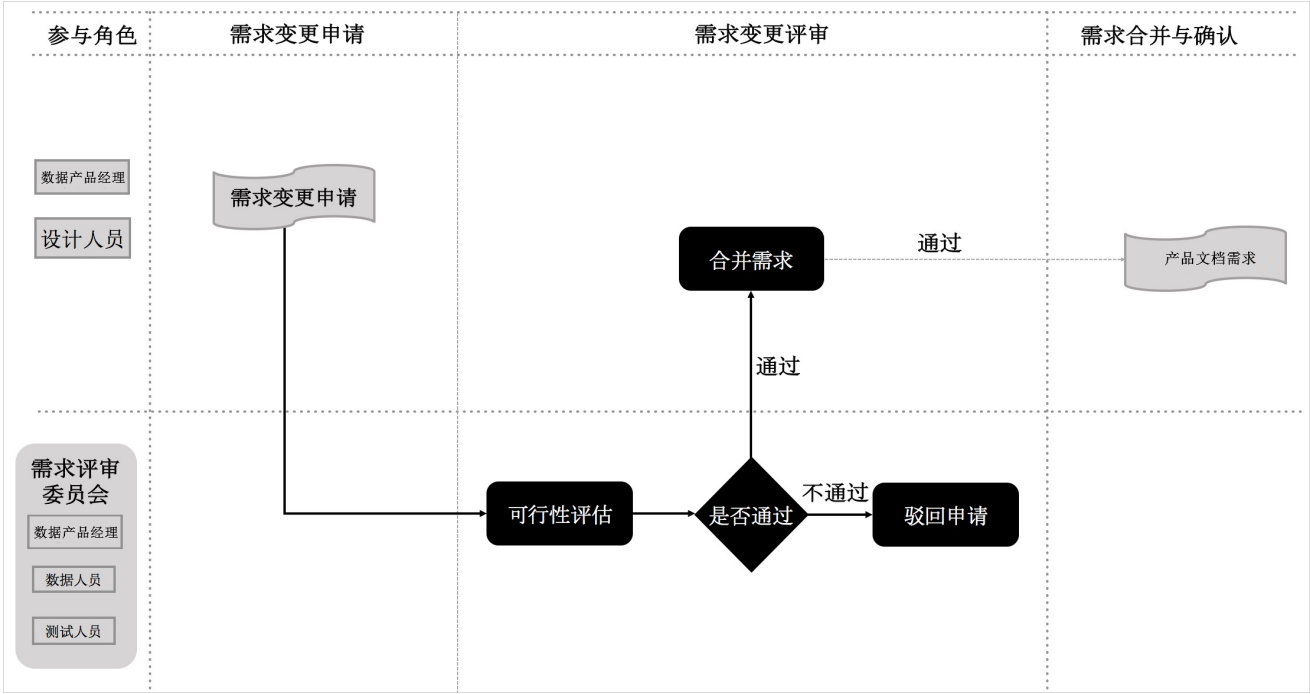 参与角色
需求变更申请
需求变更评审
需求合并与确认
数据产品经理
设计人员
需求变更申请
合并需求
通过
产品文档需求
通过
需求评审
委员会
数据产品经理
数据人员
测试人员
可行性评估
是否通过
不通过
驳回申请